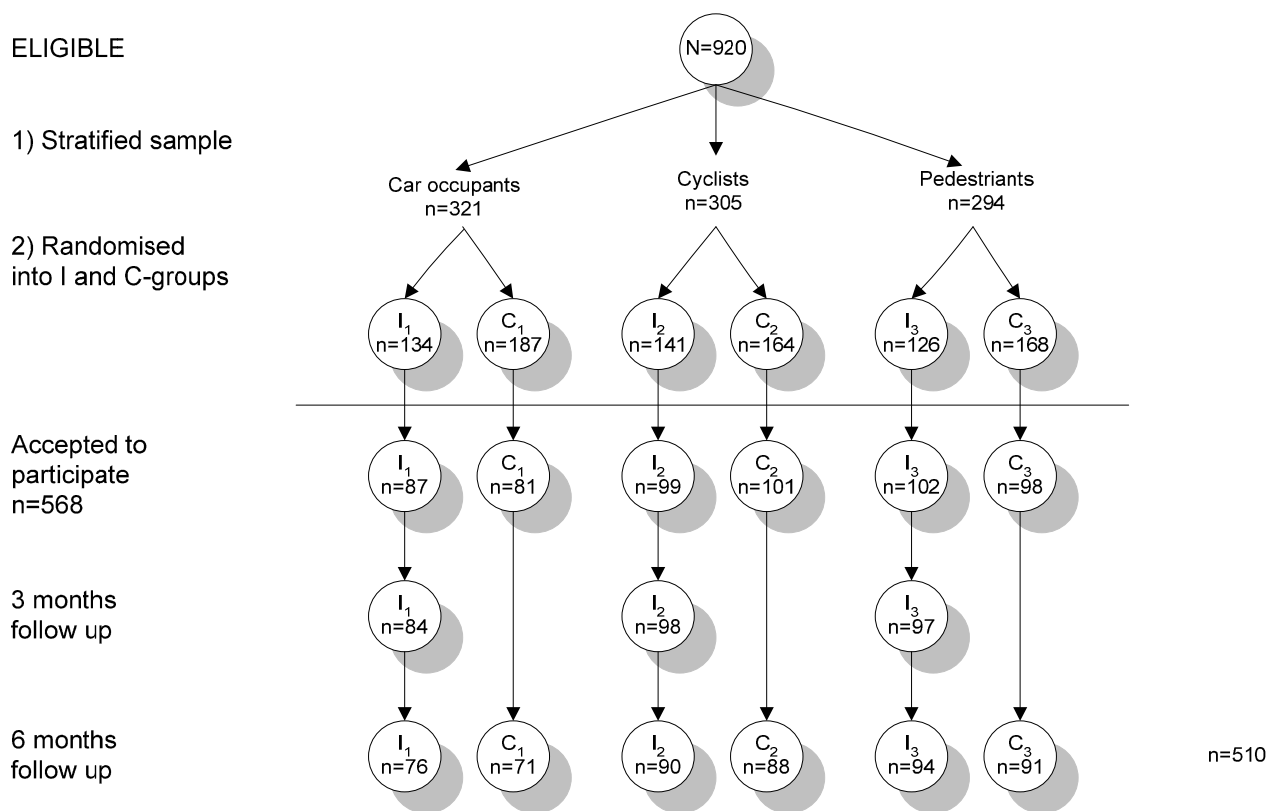 ELIGIBLE
N=920
1) Stratified sample
Car occupants
n=321
Cyclists
n=305
Pedestriants
n=294
2) Randomised
into I and C-groups
I1
n=134
C1
n=187
I2
n=141
C2
n=164
I3
n=126
C3
n=168
Accepted to
participate
n=568
I1
n=87
C1
n=81
I2
n=99
C2
n=101
I3
n=102
C3
n=98
3 months
follow up
I1
n=84
I2
n=98
I3
n=97
6 months
follow up
I1
n=76
C1
n=71
I2
n=90
C2
n=88
I3
n=94
C3
n=91
n=510